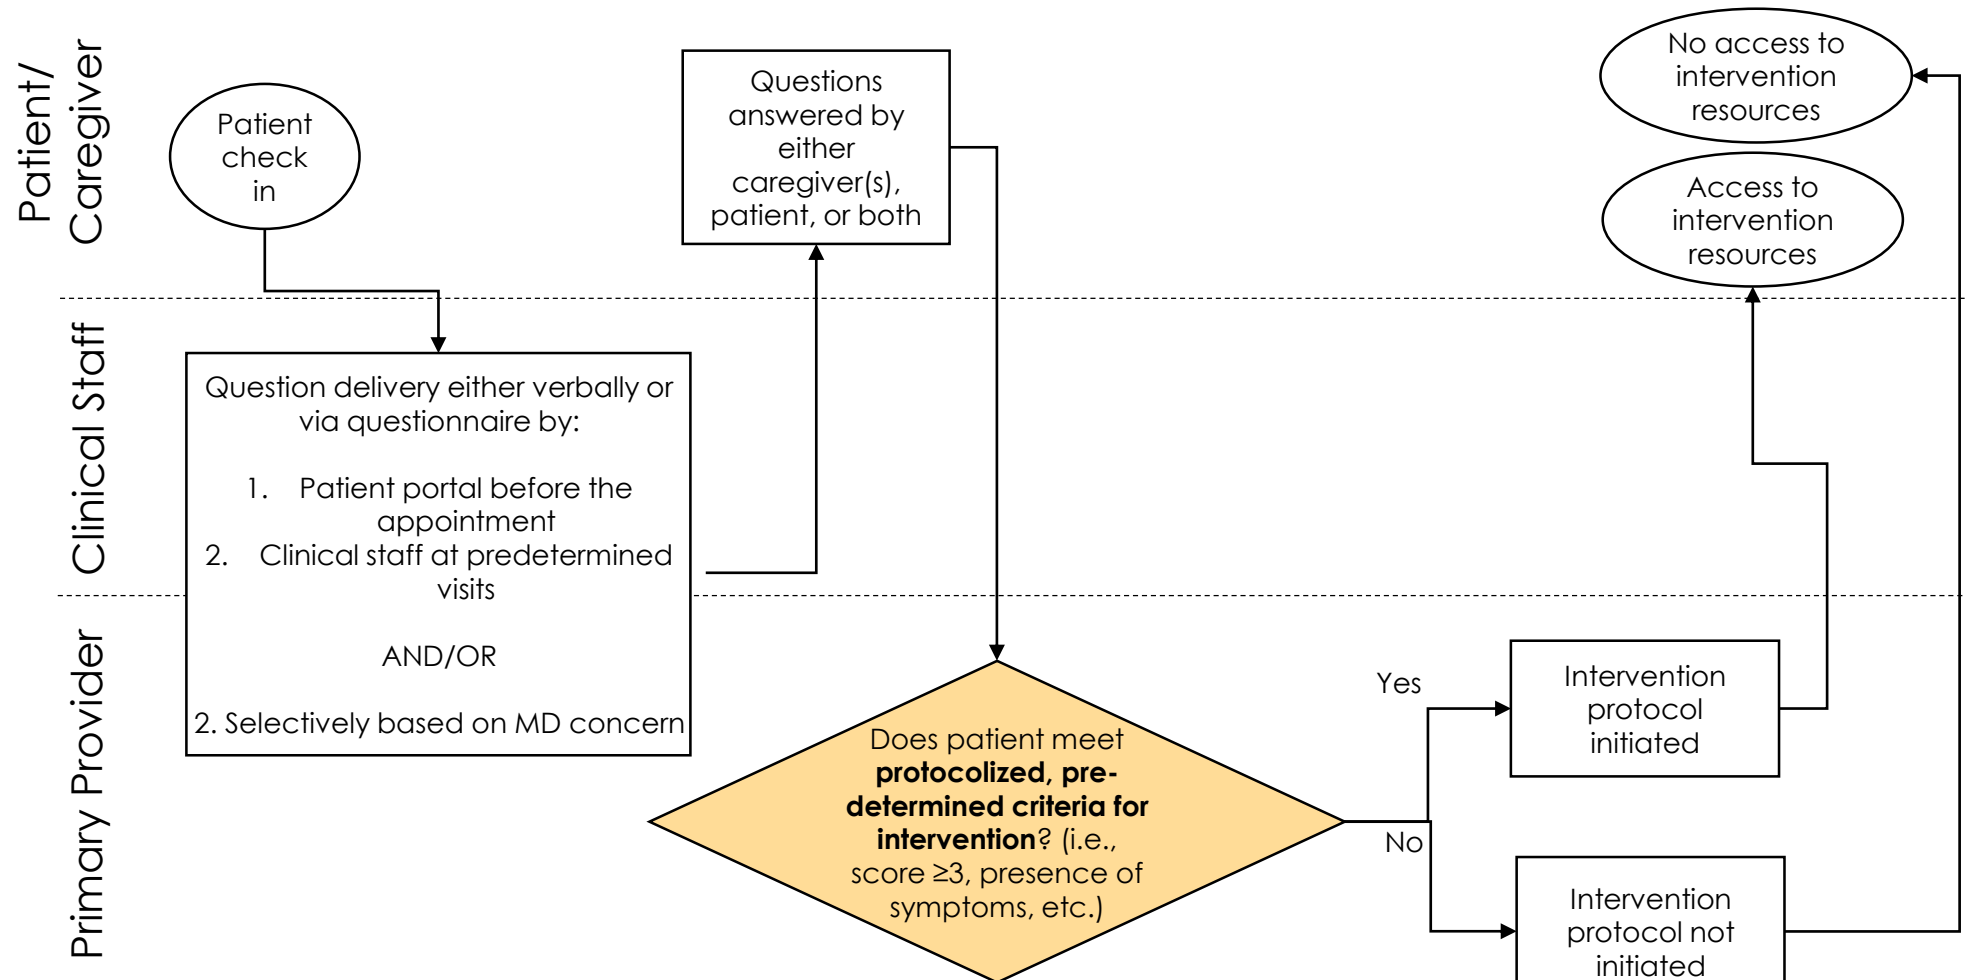 Patient/
Caregiver
Patient
check
in
Questions
answered by
either
caregiver(s),
patient, or both
No access to
intervention
resources
Access to
intervention
resources
Clinical Staff
Question delivery either verbally or
via questionnaire by:
1. Patient portal before the
appointment
2. Clinical staff at predetermined
visits
AND/OR
2. Selectively based on MD concern
Primary Provider
Does patient meet
protocolized, pre-
determined criteria for
intervention? (i.e.,
score ≥3, presence of
symptoms, etc.)
Yes
No
Intervention
protocol
initiated
Intervention
protocol not
initiated